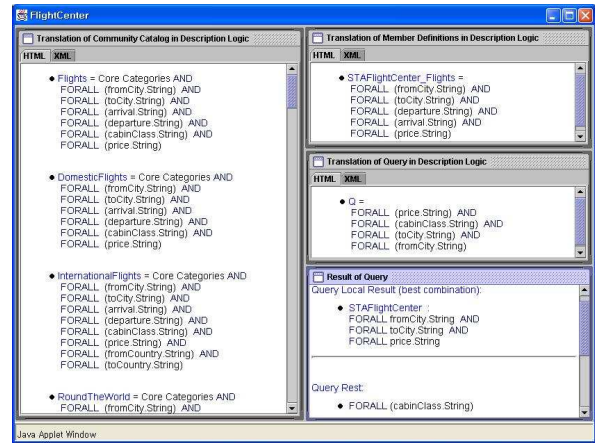 FlightCenter
Translation of Community Catalog in Description Logic
HTML XML
Flights = Core Categories AND
FORALL (fromCity.String) AND
FORALL (toCity.String) AND
FORALL (arrival.String) AND
FORALL (departure.String) AND
FORALL (cabinClass.String) AND
FORALL (price.String)
DomesticFlights = Core Categories AND
FORALL (fromCity.String) AND
FORALL (toCity.String) AND
FORALL (arrival.String) AND
FORALL (departure.String) AND
FORALL (cabinClass.String) AND
FORALL (price.String)
InternationalFlights = Core Categories AND
FORALL (fromCity.String) AND
FORALL (toCity.String) AND
FORALL (arrival.String) AND
FORALL (departure.String) AND
FORALL (cabinClass.String) AND
FORALL (price.String) AND
FORALL (fromCountry.String) AND
FORALL (toCountry.String)
RoundTheWorld = Core Categories AND
FORALL (fromCity.String) AND
Translation of Member Definitions in Description Logic
HTML XML
STAFlightCenter_Flights =
FORALL (fromCity.String) AND
FORALL (toCity.String) AND
FORALL (departure.String) AND
FORALL (arrival.String) AND
FORALL (price.String)
Translation of Query in Description Logic
HTML XML
Q =
FORALL (price.String) AND
FORALL (cabinClass.String) AND
FORALL (toCity.String) AND
FORALL (fromCity.String)
Result of Query
Query Local Result (best combination):
STAFlightCenter :
FORALL fromCity.String AND
FORALL toCity.String AND
FORALL price.String
Query Rest:
FORALL (cabinClass.String)
Java Applet Window